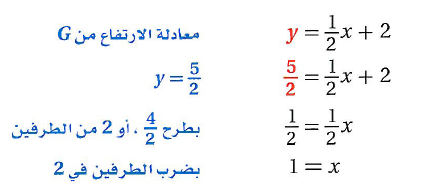 معادلة الارتفاع من G y = 1/2 x + 2
y = 5/2 5/2 = 1/2 x + 2
بطرح 4/2، أو 2 من الطرفين 1/2 = 1/2 x
بضرب الطرفين في 2 1 = x